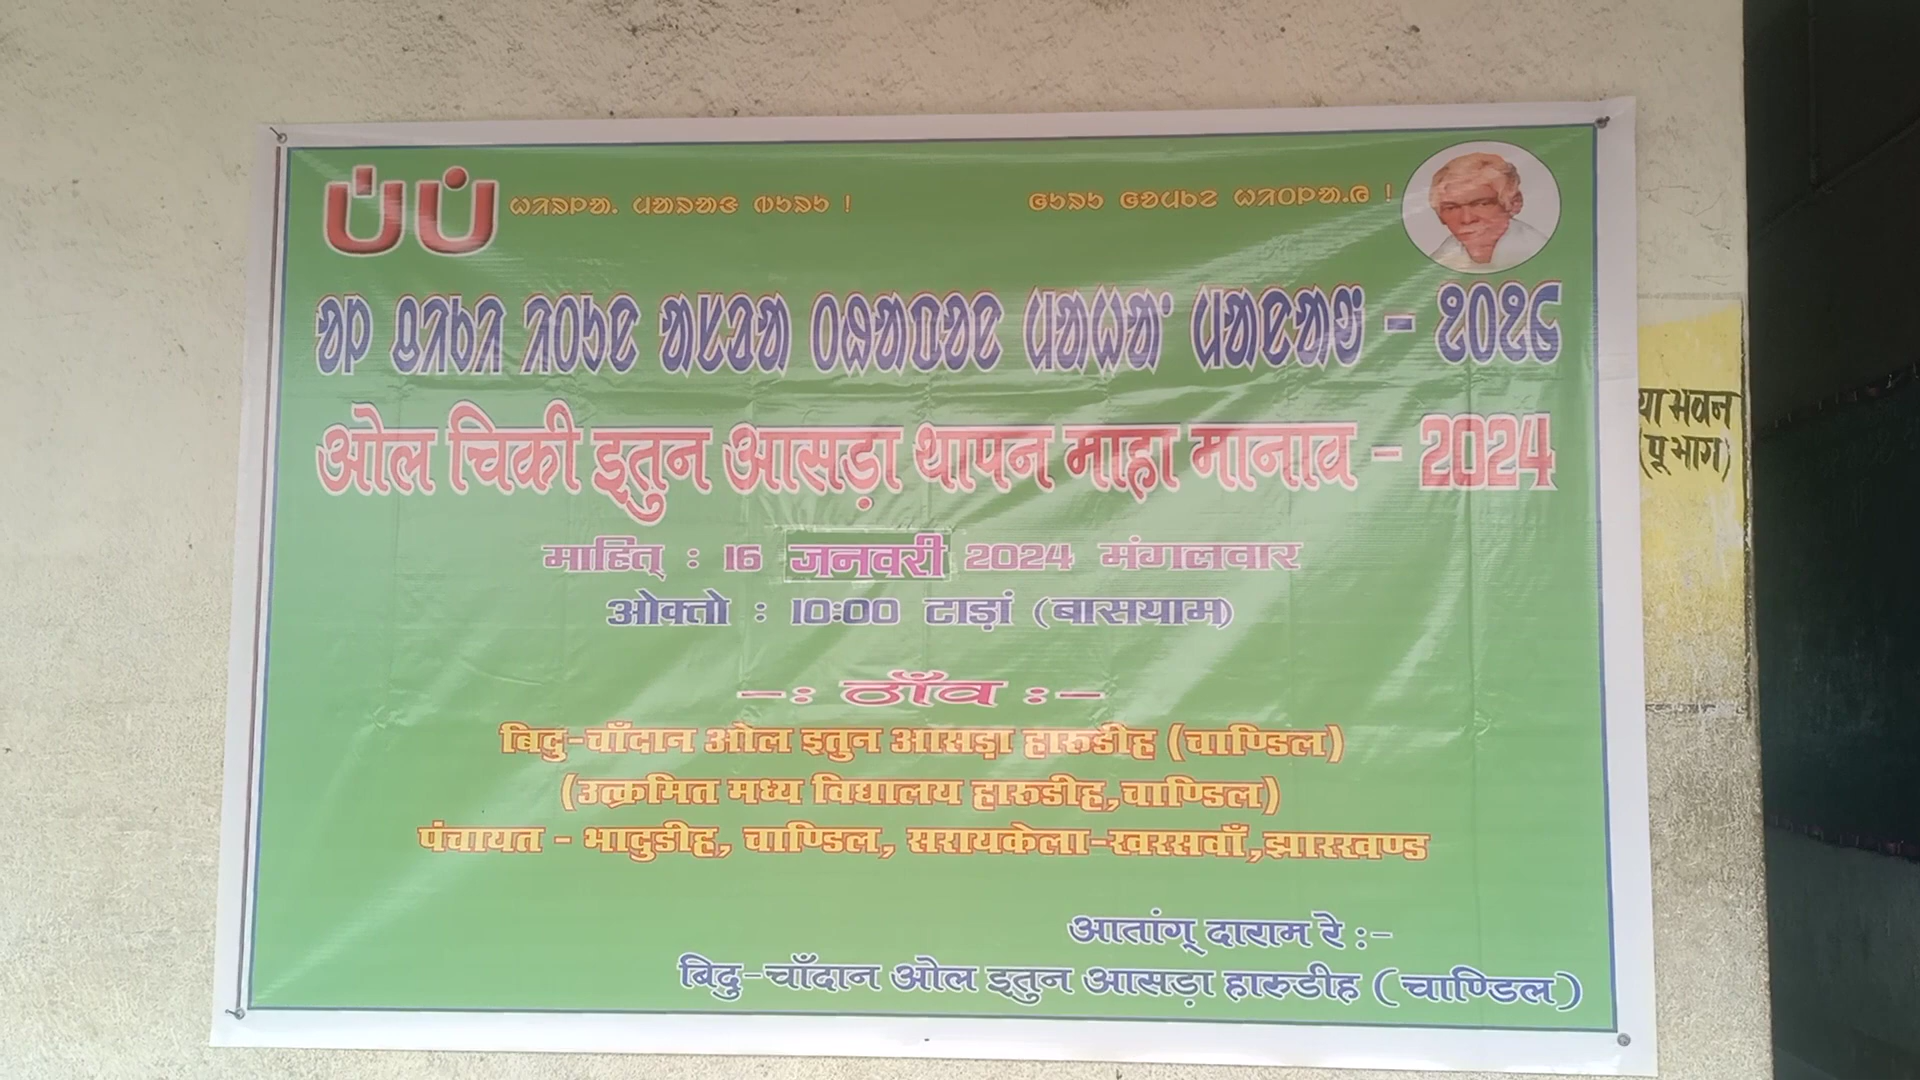 ᱚᱞ ᱪᱤᱠᱤ ᱤᱛᱩᱱ ᱟᱥᱲᱟ ᱛᱷᱟᱯᱚᱱ ᱢᱟᱦᱟᱸ ᱢᱟᱱᱟᱣ - ᱒᱐᱒᱔
ओल चिकी इतुन आसड़ा थापन माहा मानाव - 2024
माहित् : 16 जनवरी 2024 मंगलवार
ओक्तो : 10:00 टाड़ां (बासयाम)
-: ठाँव :-
बिदु-चाँदान ओल इतुन आसड़ा हारूडीह (चाण्डिल)
(उत्क्रमित मध्य विद्यालय हारूडीह,चाण्डिल)
पंचायत - भादुडीह, चाण्डिल, सरायकेला-खरसवाँ,झारखण्ड
आतांग् दाराम रे :-
बिदु-चाँदान ओल इतुन आसड़ा हारूडीह (चाण्डिल)
या भवन
(पू भाग)